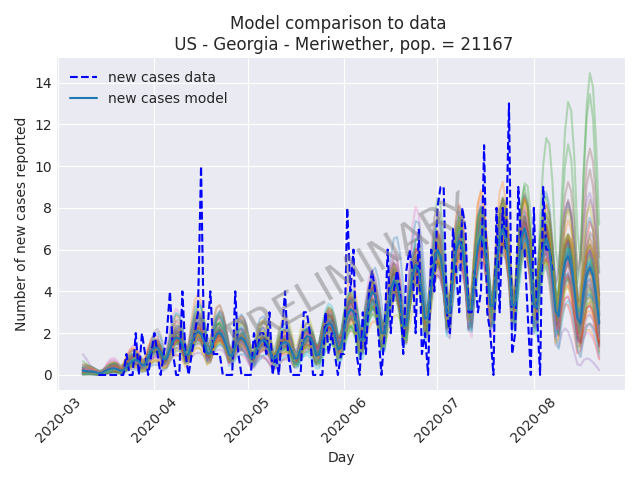 Model comparison to data
US - Georgia - Meriwether, pop. = 21167
new cases data
new cases model
Number of new cases reported
14
12
10
8
6
4
2
0
PRELIMINARY
2020-03
2020-04
2020-05
2020-06
2020-07
2020-08
Day